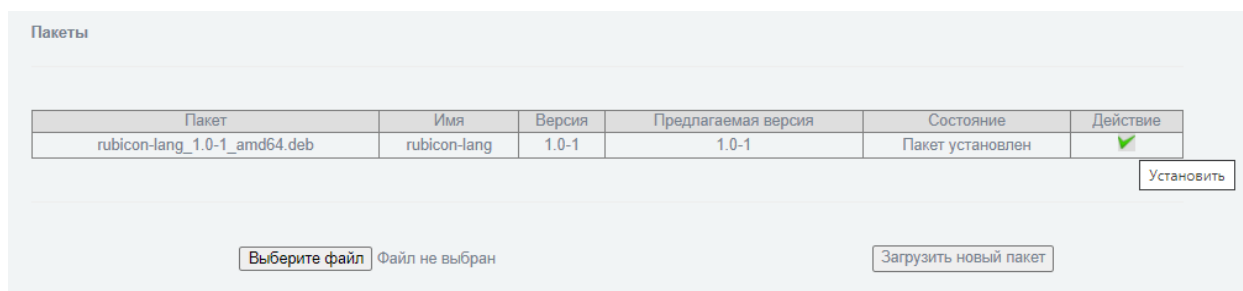 Пакеты
Пакет Имя Версия Предлагаемая версия Состояние Действие
rubicon-lang_1.0-1_amd64.deb rubicon-lang 1.0-1 1.0-1 Пакет установлен
Установить
Выберите файл Файл не выбран Загрузить новый пакет